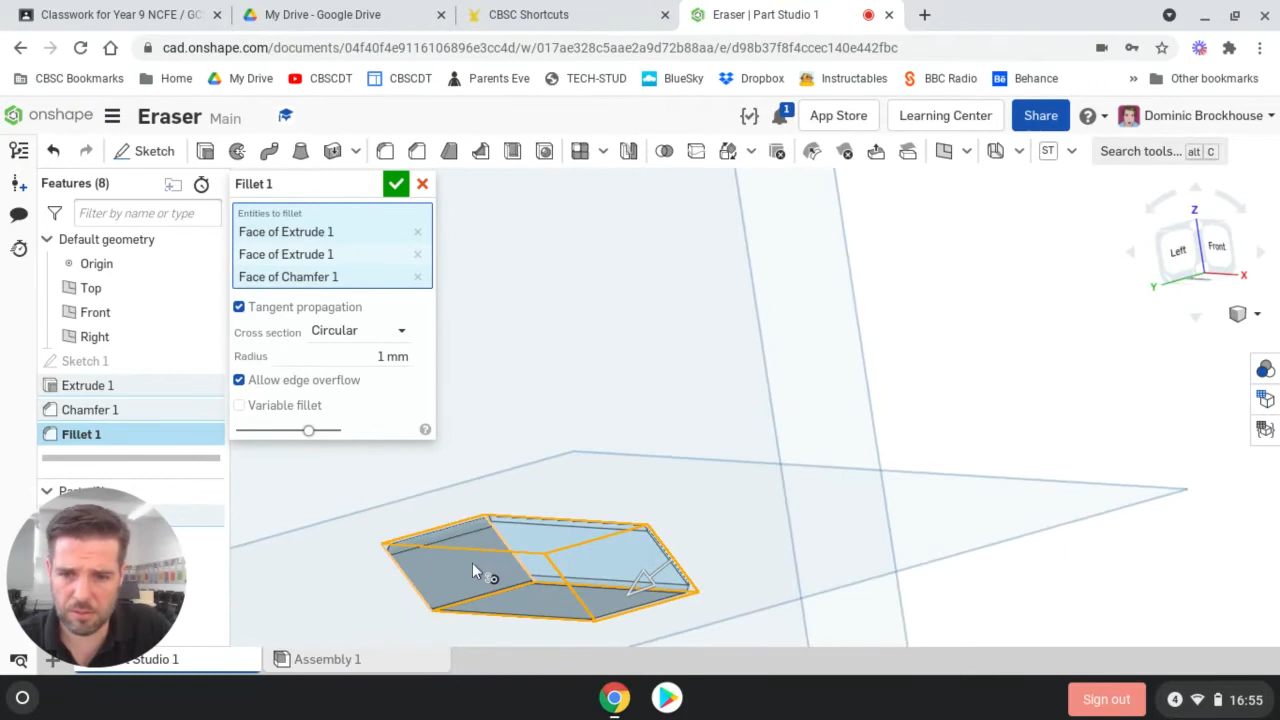 Classwork for Year 9 NCFE / GC
My Drive - Google Drive
CBSC Shortcuts
Eraser | Part Studio 1
cad.onshape.com/documents/04f40f4e9116106896e3cc4d/w/017ae328c5aae2a9d72b88aa/e/d98b37f8f4ccec140e442fbc
CBSC Bookmarks
Home
My Drive
CBSCDT
CBSCDT
Parents Eve
TECH-STUD
BlueSky
Dropbox
Instructables
BBC Radio
Behance
»
Other bookmarks
onshape
Eraser Main
1
App Store
Learning Center
Share
Dominic Brockhouse
Sketch
ST
Search tools... alt C
Features (8)
Filter by name or type
Default geometry
Origin
Top
Front
Right
Sketch 1
Extrude 1
Chamfer 1
Fillet 1
Fillet 1
Entities to fillet
Face of Extrude 1
Face of Extrude 1
Face of Chamfer 1
Tangent propagation
Cross section Circular
Radius 1 mm
Allow edge overflow
Variable fillet
Z
Left
Front
X
Y
Studio 1
Assembly 1
Sign out
4
16:55